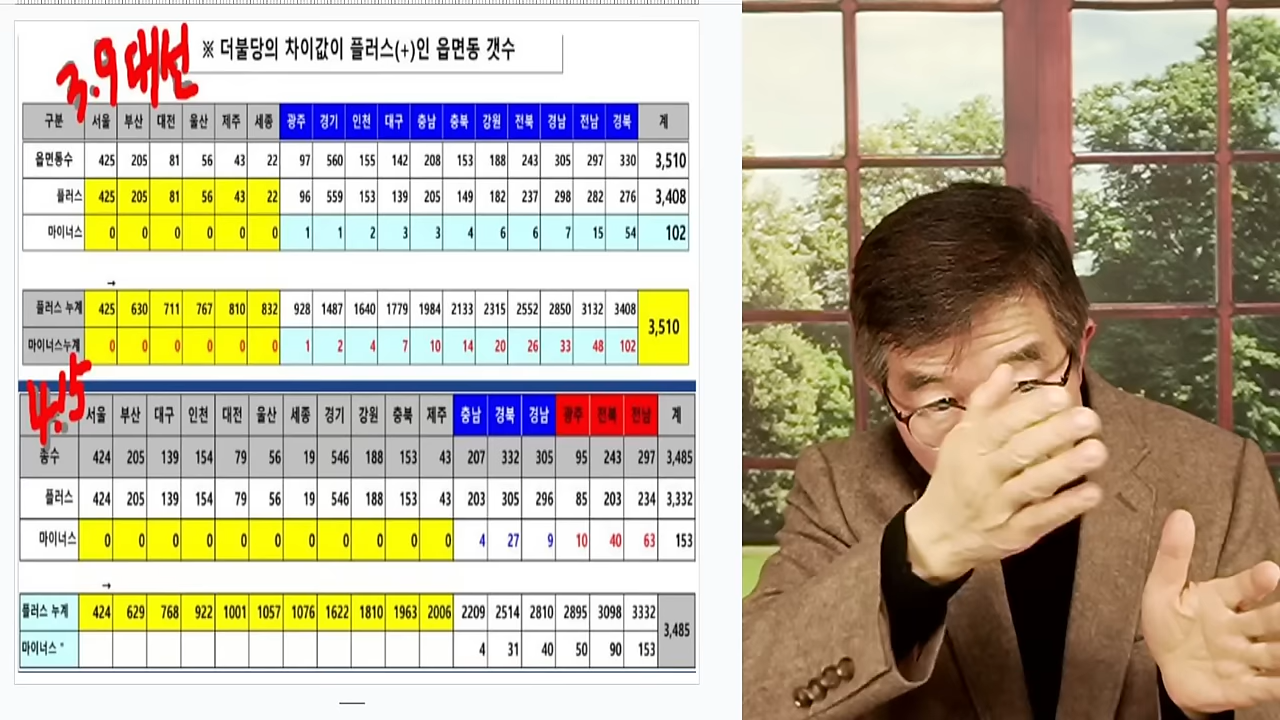 3.9 대선
※ 더불당의 차이값이 플러스(+)인 읍면동 갯수
구분 서울 부산 대전 울산 제주 세종 광주 경기 인천 대구 충남 충북 강원 전북 경남 전남 경북 계
읍면동수 425 205 81 56 43 22 97 560 155 142 208 153 188 243 305 297 330 3,510
플러스 425 205 81 56 43 22 96 559 153 139 205 149 182 237 298 282 276 3,408
마이너스 0 0 0 0 0 0 1 1 2 3 3 4 6 6 7 15 54 102
→
플러스 누계 425 630 711 767 810 832 928 1487 1640 1779 1984 2133 2315 2552 2850 3132 3408 3,510
마이너스누계 0 0 0 0 0 0 1 2 4 7 10 14 20 26 33 48 102
4.15
서울 부산 대구 인천 대전 울산 세종 경기 강원 충북 제주 충남 경북 경남 광주 전북 전남 계
총수 424 205 139 154 79 56 19 546 188 153 43 207 332 305 95 243 297 3,485
플러스 424 205 139 154 79 56 19 546 188 153 43 203 305 296 85 203 234 3,332
마이너스 0 0 0 0 0 0 0 0 0 0 0 4 27 9 10 40 63 153
→
플러스 누계 424 629 768 922 1001 1057 1076 1622 1810 1963 2006 2209 2514 2810 2895 3098 3332 3,485
마이너스 " 4 31 40 50 90 153